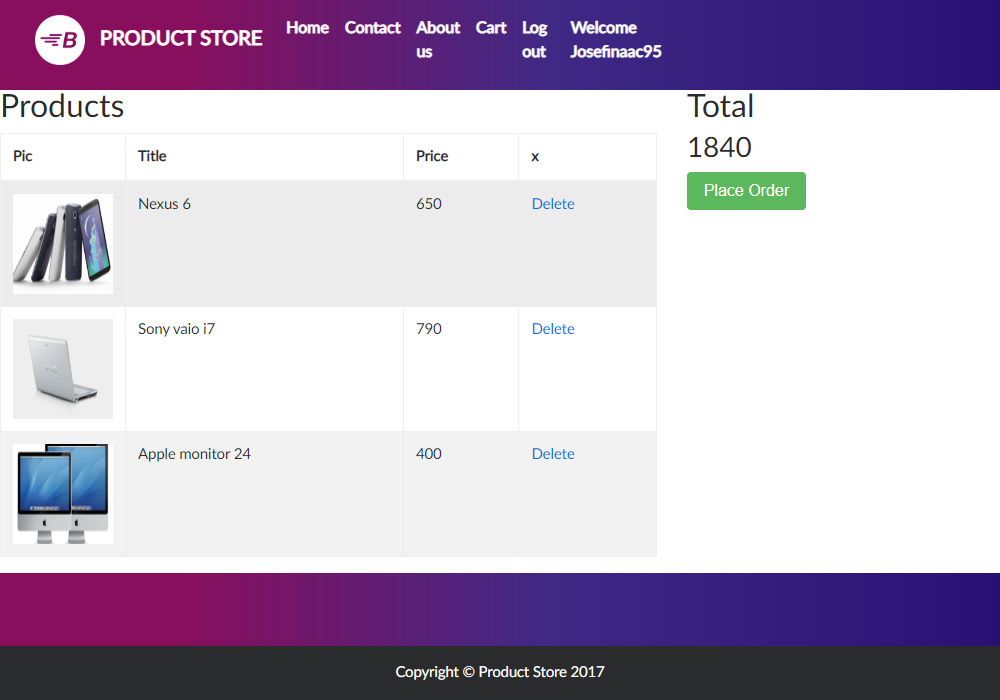 B PRODUCT STORE Home Contact About us Cart Log out Welcome Josefinaac95
Products
Pic Title Price x
Nexus 6 650 Delete
Sony vaio i7 790 Delete
Apple monitor 24 400 Delete
Total
1840
Place Order
Copyright © Product Store 2017